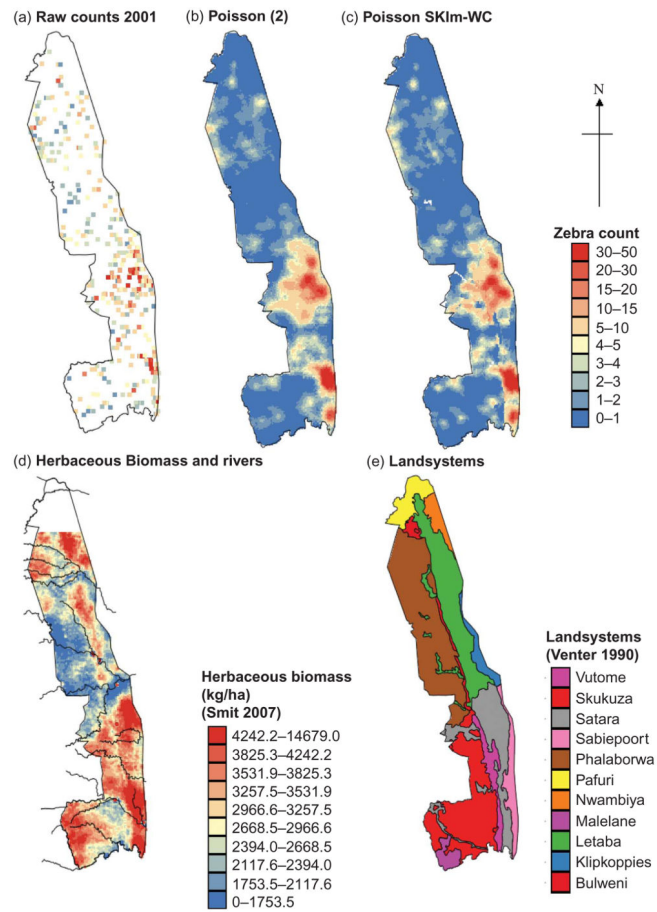 (a) Raw counts 2001
(b) Poisson (2)
(c) Poisson SKIm-WC
N
Zebra count
30–50
20–30
15–20
10–15
5–10
4–5
3–4
2–3
1–2
0–1
(d) Herbaceous Biomass and rivers
(e) Landsystems
Herbaceous biomass
(kg/ha)
(Smit 2007)
4242.2–14679.0
3825.3–4242.2
3531.9–3825.3
3257.5–3531.9
2966.6–3257.5
2668.5–2966.6
2394.0–2668.5
2117.6–2394.0
1753.5–2117.6
0–1753.5
Landsystems
(Venter 1990)
Vutome
Skukuza
Satara
Sabiepoort
Phalaborwa
Pafuri
Nwambiya
Malelane
Letaba
Klipkoppies
Bulweni